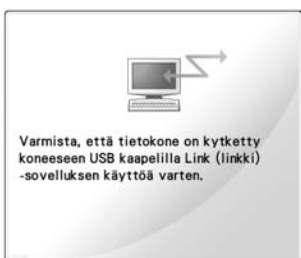 Varmista, että tietokone on kytketty
koneeseen USB kaapelilla Link (linkki)
-sovelluksen käyttöä varten.